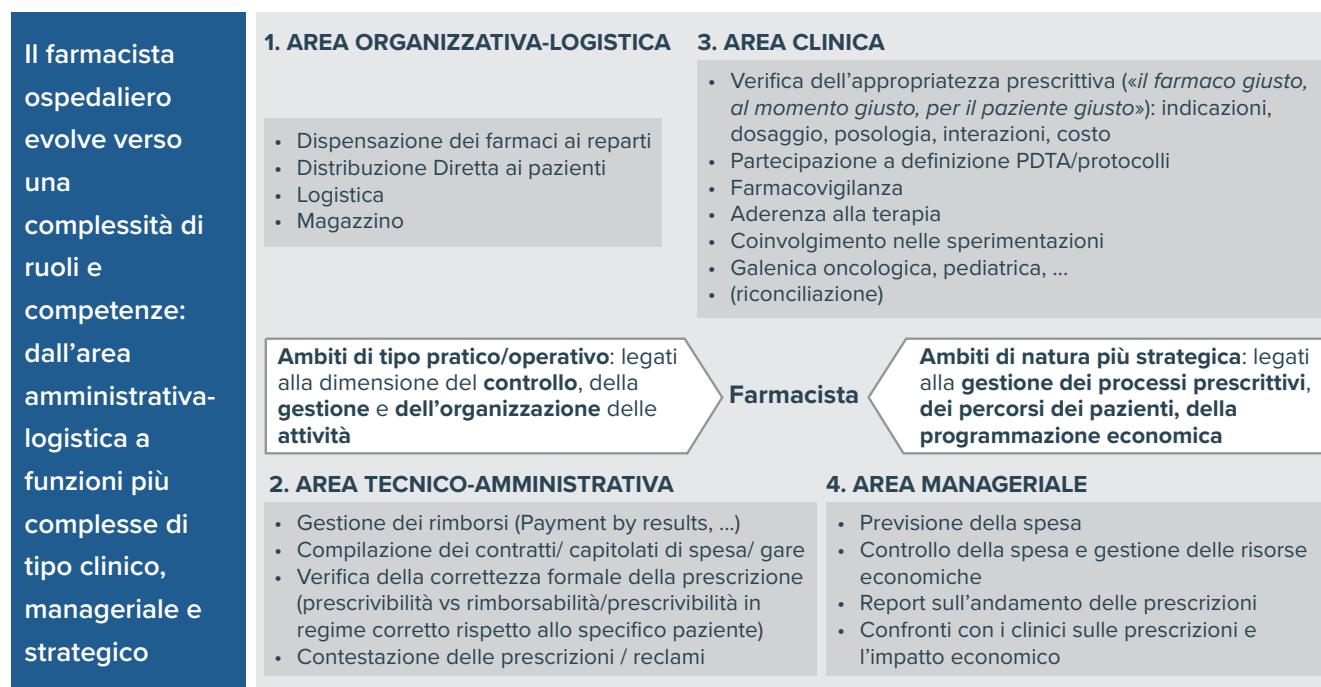 Il farmacista
ospedaliero
evolve verso
una
complessità di
ruoli e
competenze:
dall’area
amministrativa-
logistica a
funzioni più
complesse di
tipo clinico,
manageriale e
strategico
1. AREA ORGANIZZATIVA-LOGISTICA
• Dispensazione dei farmaci ai reparti
• Distribuzione Diretta ai pazienti
• Logistica
• Magazzino
3. AREA CLINICA
• Verifica dell’appropriatezza prescrittiva («il farmaco giusto,
al momento giusto, per il paziente giusto»): indicazioni,
dosaggio, posologia, interazioni, costo
• Partecipazione a definizione PDTA/protocolli
• Farmacovigilanza
• Aderenza alla terapia
• Coinvolgimento nelle sperimentazioni
• Galenica oncologica, pediatrica, ...
• (riconciliazione)
Ambiti di tipo pratico/operativo: legati
alla dimensione del controllo, della
gestione e dell’organizzazione delle
attività
Farmacista
Ambiti di natura più strategica: legati
alla gestione dei processi prescrittivi,
dei percorsi dei pazienti, della
programmazione economica
2. AREA TECNICO-AMMINISTRATIVA
• Gestione dei rimborsi (Payment by results, ...)
• Compilazione dei contratti/ capitolati di spesa/ gare
• Verifica della correttezza formale della prescrizione
(prescrivibilità vs rimborsabilità/prescrivibilità in
regime corretto rispetto allo specifico paziente)
• Contestazione delle prescrizioni / reclami
4. AREA MANAGERIALE
• Previsione della spesa
• Controllo della spesa e gestione delle risorse
economiche
• Report sull’andamento delle prescrizioni
• Confronti con i clinici sulle prescrizioni e
l’impatto economico